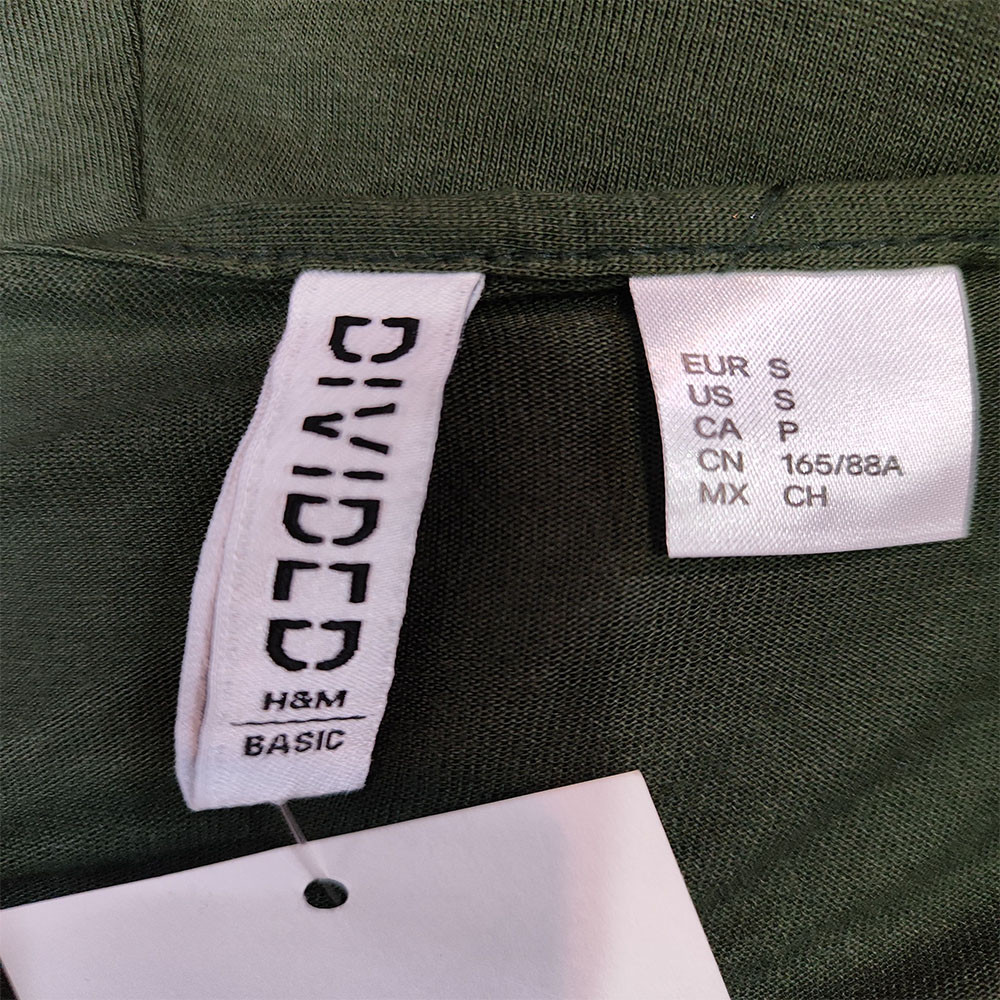 DIVIDED
H&M
BASIC
EUR S
US S
CA P
CN 165/88A
MX CH